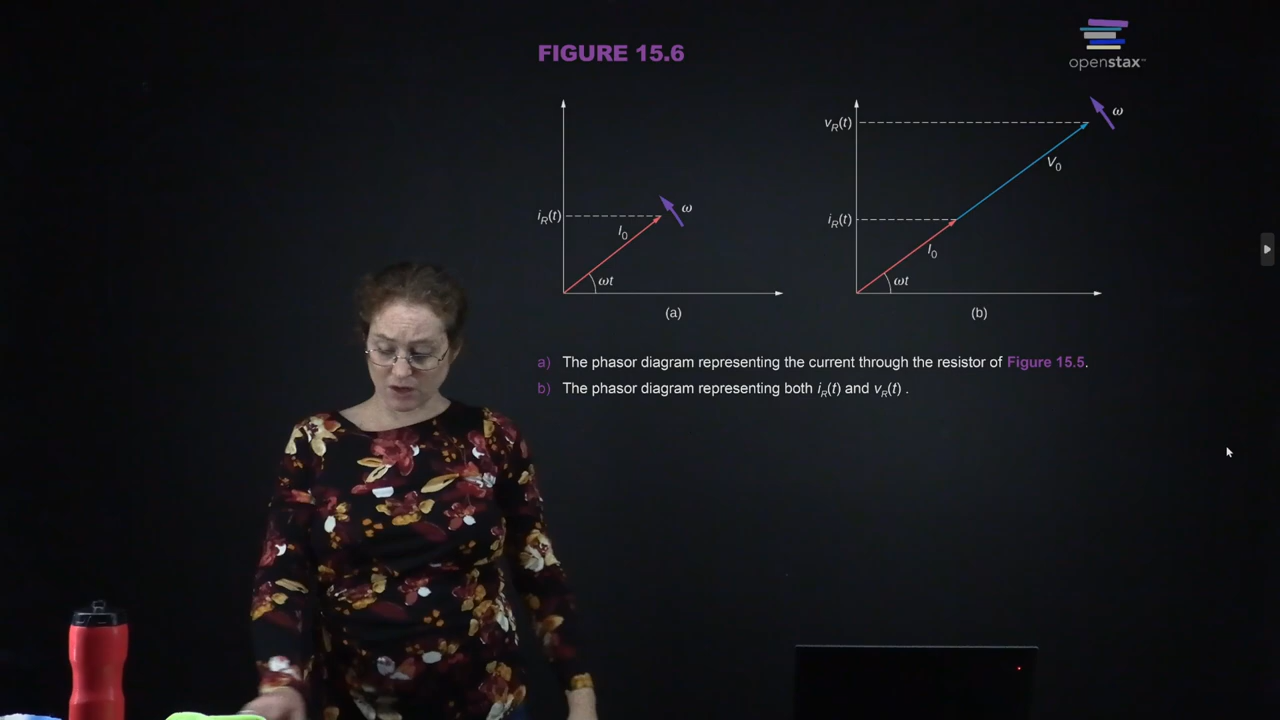 FIGURE 15.6
openstax™
i_R(t)
I_0
ω
ωt
(a)
v_R(t)
i_R(t)
V_0
I_0
ω
ωt
(b)
a) The phasor diagram representing the current through the resistor of Figure 15.5.
b) The phasor diagram representing both i_R(t) and v_R(t) .